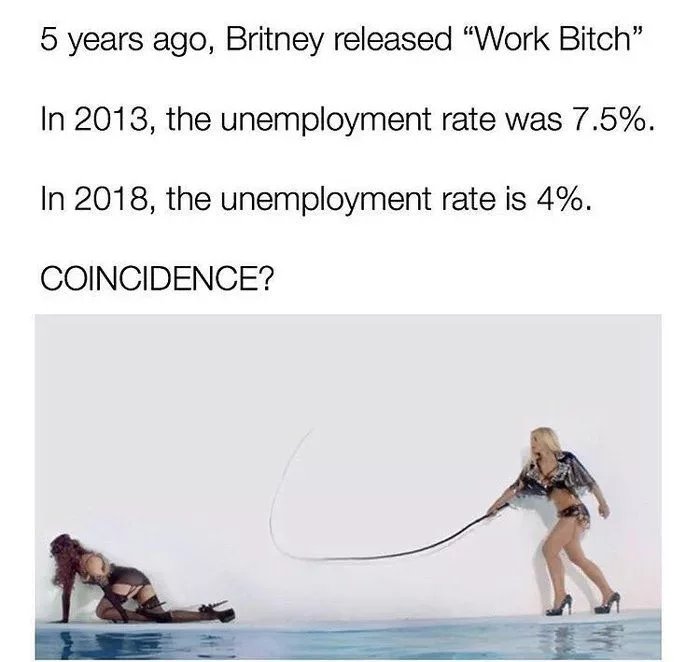 5 years ago, Britney released “Work Bitch”
In 2013, the unemployment rate was 7.5%.
In 2018, the unemployment rate is 4%.
COINCIDENCE?